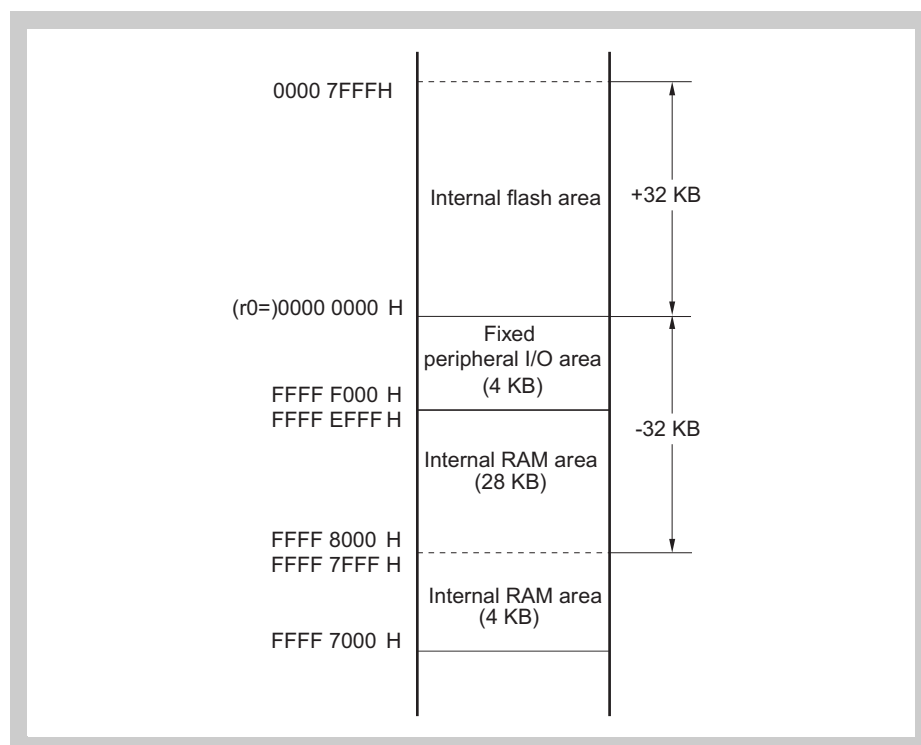 0000 7FFFH
Internal flash area
+32 KB
(r0=)0000 0000 H
Fixed
peripheral I/O area
(4 KB)
FFFF F000 H
FFFF EFFF H
-32 KB
Internal RAM area
(28 KB)
FFFF 8000 H
FFFF 7FFF H
Internal RAM area
(4 KB)
FFFF 7000 H